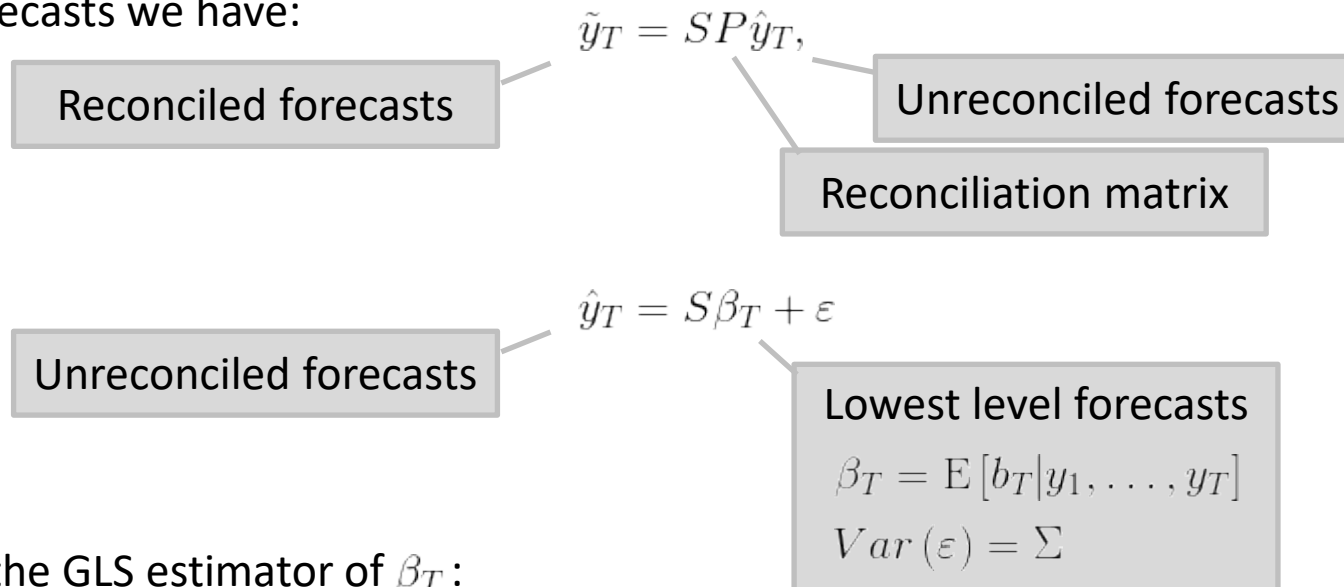 ecasts we have:
ỹ_T = SPŷ_T,
Reconciled forecasts
Unreconciled forecasts
Reconciliation matrix
ŷ_T = Sβ_T + ε
Unreconciled forecasts
Lowest level forecasts
β_T = E [b_T|y_1, . . . , y_T]
Var (ε) = Σ
the GLS estimator of β_T: